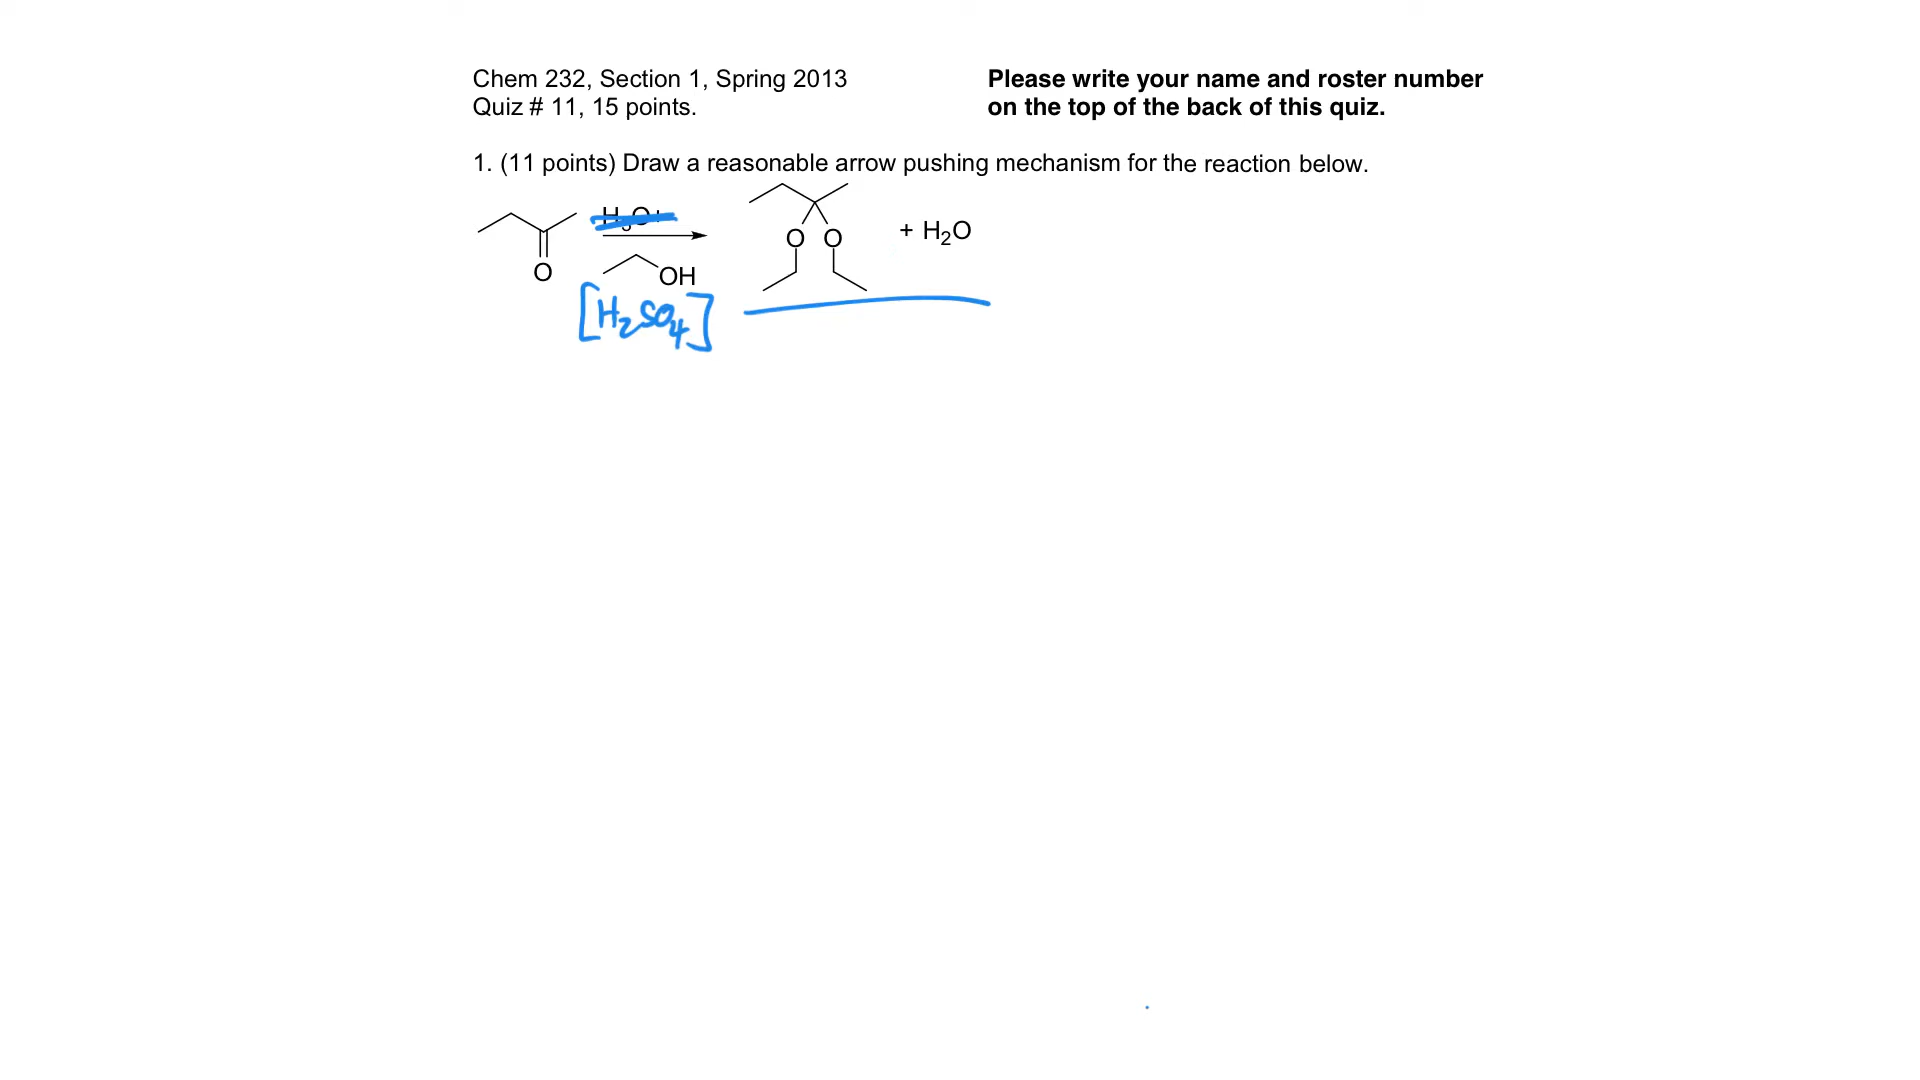 Chem 232, Section 1, Spring 2013
Quiz # 11, 15 points.
Please write your name and roster number
on the top of the back of this quiz.
1. (11 points) Draw a reasonable arrow pushing mechanism for the reaction below.
H₃O+
O
OH
[H₂SO₄]
O O
+ H₂O